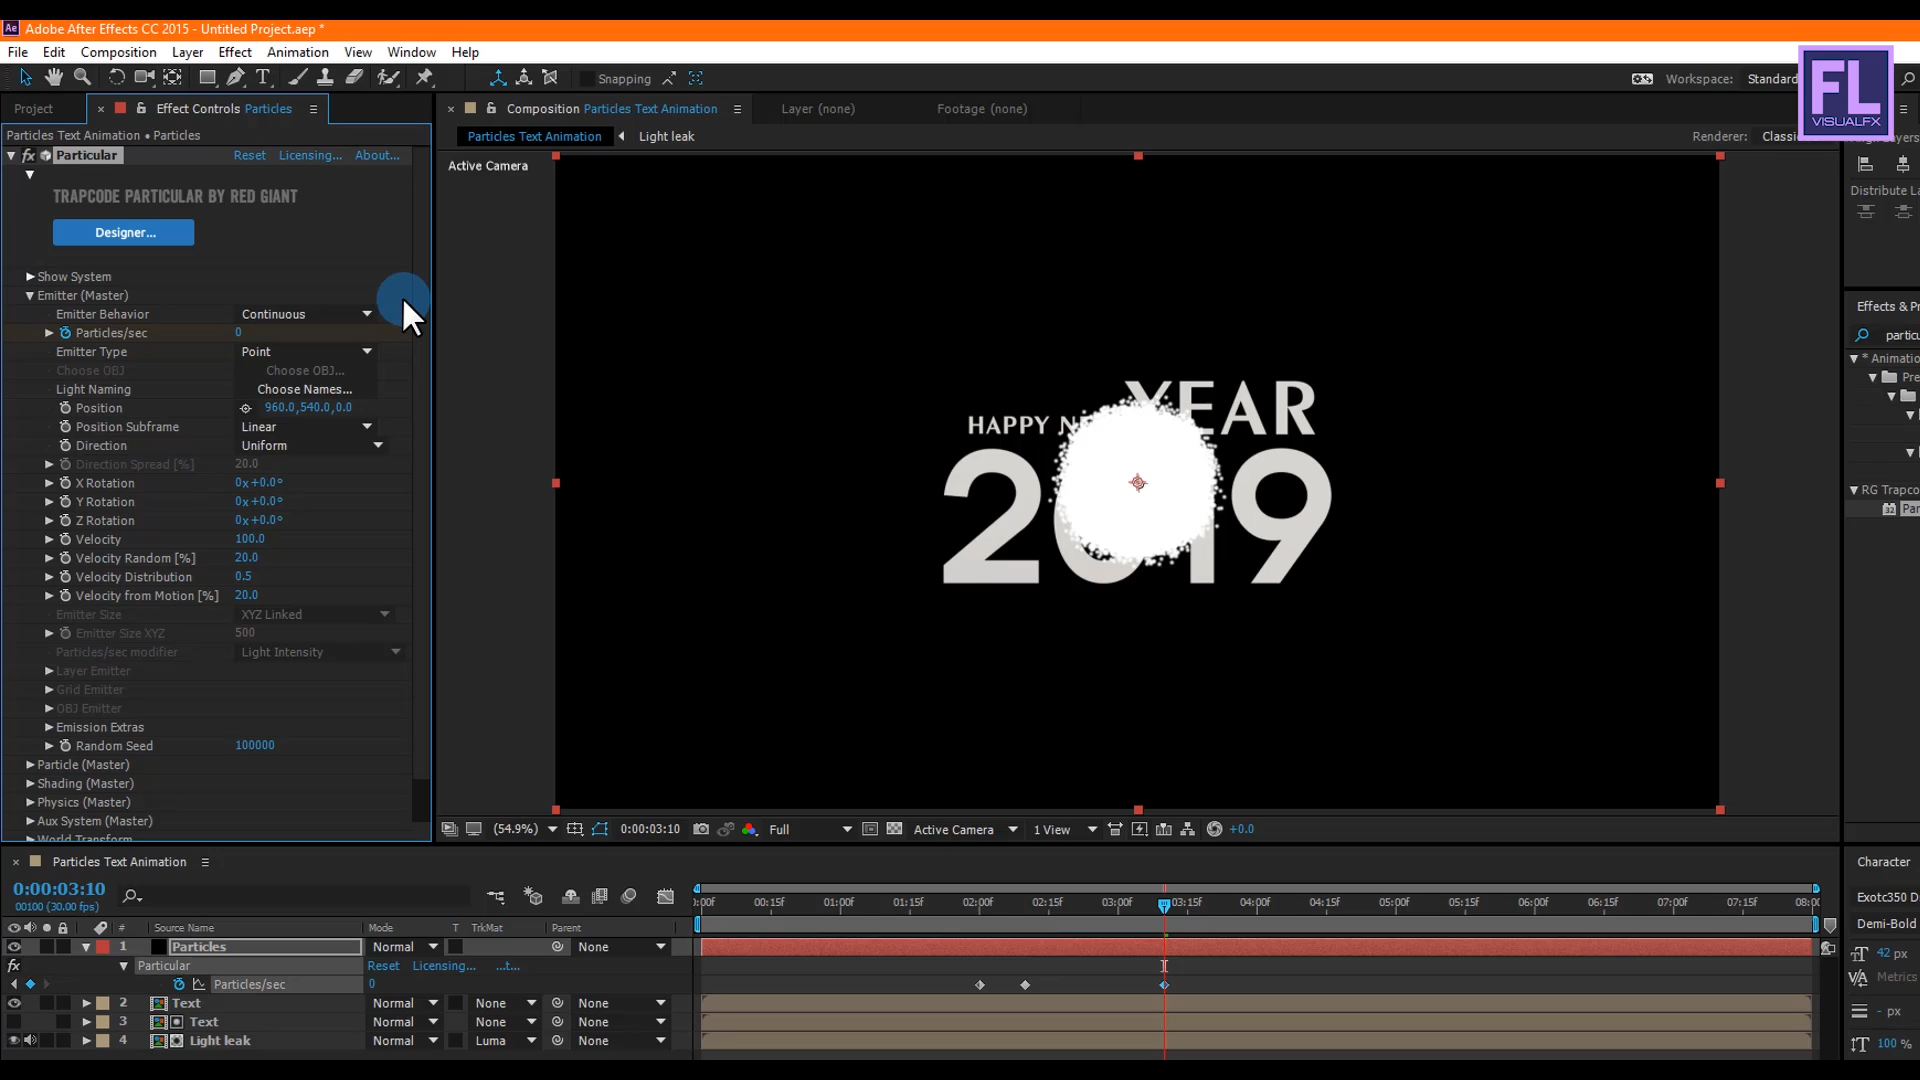 Ae Adobe After Effects CC 2015 - Untitled Project.aep *
File Edit Composition Layer Effect Animation View Window Help
Snapping Workspace: Standard
FL
VISUALFX
Project × Effect Controls Particles Composition Particles Text Animation Layer (none) Footage (none)
Particles Text Animation • Particles
Particles Text Animation Light leak Renderer: Classi
fx Particular Reset Licensing... About...
Active Camera
TRAPCODE PARTICULAR BY RED GIANT
Designer...
Distribute La
Show System
Emitter (Master)
Emitter Behavior Continuous
Particles/sec 0
Emitter Type Point
Choose OBJ Choose OBJ...
Light Naming Choose Names...
Position 960.0,540.0,0.0
Position Subframe Linear
Direction Uniform
Direction Spread [%] 20.0
X Rotation 0x+0.0°
Y Rotation 0x+0.0°
Z Rotation 0x+0.0°
Velocity 100.0
Velocity Random [%] 20.0
Velocity Distribution 0.5
Velocity from Motion [%] 20.0
Emitter Size XYZ Linked
Emitter Size XYZ 500
Particles/sec modifier Light Intensity
Layer Emitter
Grid Emitter
OBJ Emitter
Emission Extras
Random Seed 100000
Particle (Master)
Shading (Master)
Physics (Master)
Aux System (Master)
World Transform
HAPPY NE YEAR
2019
Effects & Pr
particu
* Animatio
Pre
RG Trapco
Par
(54.9%) 0:00:03:10 Full Active Camera 1 View +0.0
× Particles Text Animation
0:00:03:10
00100 (30.00 fps)
):00f 00:15f 01:00f 01:15f 02:00f 02:15f 03:00f 03:15f 04:00f 04:15f 05:00f 05:15f 06:00f 06:15f 07:00f 07:15f 08:0
# Source Name Mode T TrkMat Parent
1 Particles Normal None
fx Particular Reset Licensing... ...t...
Particles/sec 0
2 Text Normal None None
3 Text Normal None None
4 Light leak Normal Luma None
Character
Exotc350 D
Demi-Bold
42 px
Metrics
- px
100 %